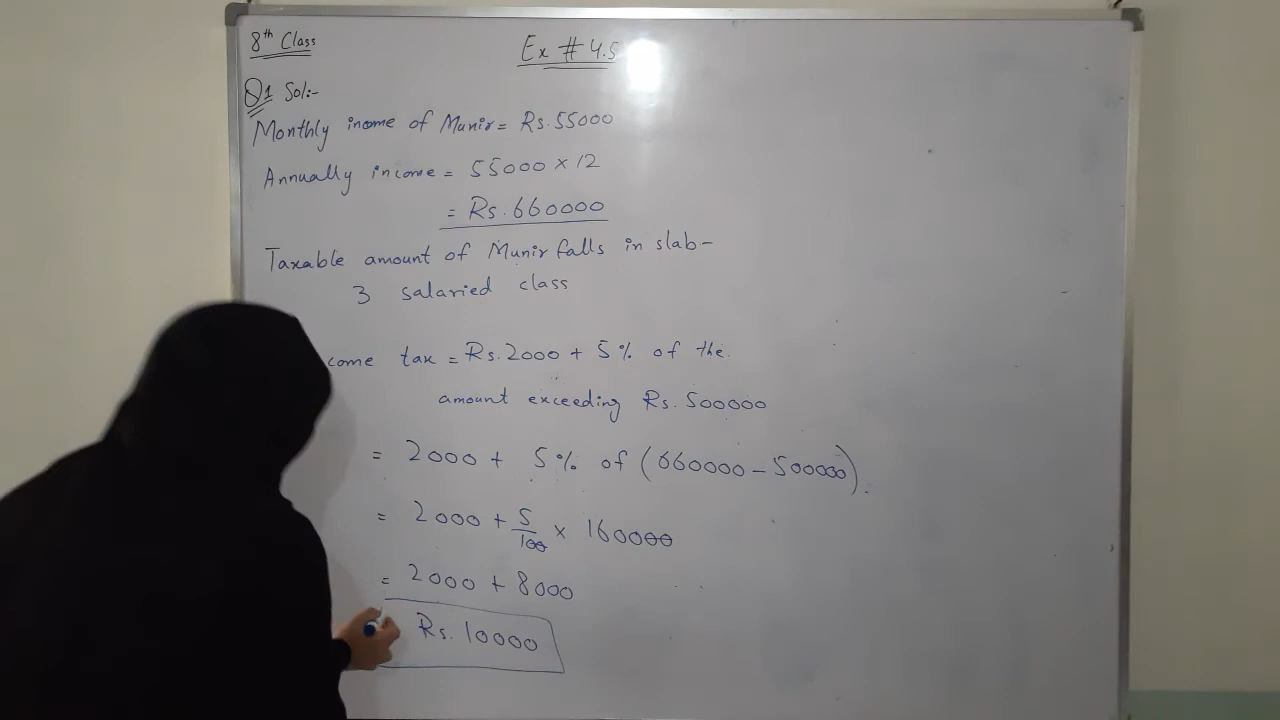 8th Class
Ex # 4.5
Q1 Sol:-
Monthly income of Munir = Rs.55000
Annually income = 55000 × 12
= Rs.660000
Taxable amount of Munir falls in slab-
3 salaried class
come tax = Rs.2000 + 5% of the
amount exceeding Rs.500000
= 2000 + 5% of (660000 - 500000).
= 2000 + 5/100 × 160000
= 2000 + 8000
Rs.10000